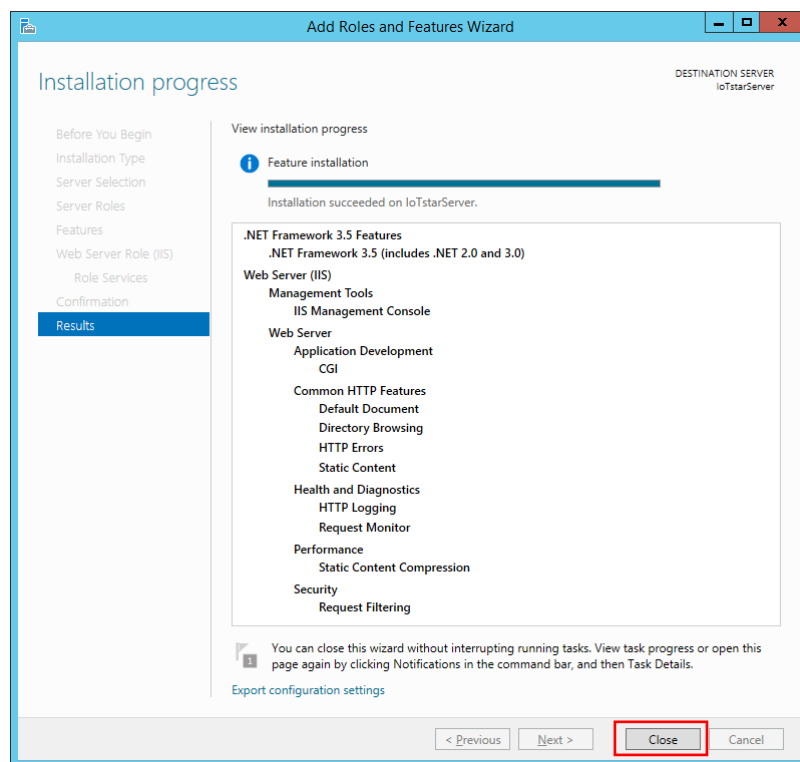 Add Roles and Features Wizard
Installation progress
DESTINATION SERVER
IoTstarServer
Before You Begin
Installation Type
Server Selection
Server Roles
Features
Web Server Role (IIS)
Role Services
Confirmation
Results
View installation progress
Feature installation
Installation succeeded on IoTstarServer.
.NET Framework 3.5 Features
.NET Framework 3.5 (includes .NET 2.0 and 3.0)
Web Server (IIS)
Management Tools
IIS Management Console
Web Server
Application Development
CGI
Common HTTP Features
Default Document
Directory Browsing
HTTP Errors
Static Content
Health and Diagnostics
HTTP Logging
Request Monitor
Performance
Static Content Compression
Security
Request Filtering
1
You can close this wizard without interrupting running tasks. View task progress or open this
page again by clicking Notifications in the command bar, and then Task Details.
Export configuration settings
< Previous
Next >
Close
Cancel